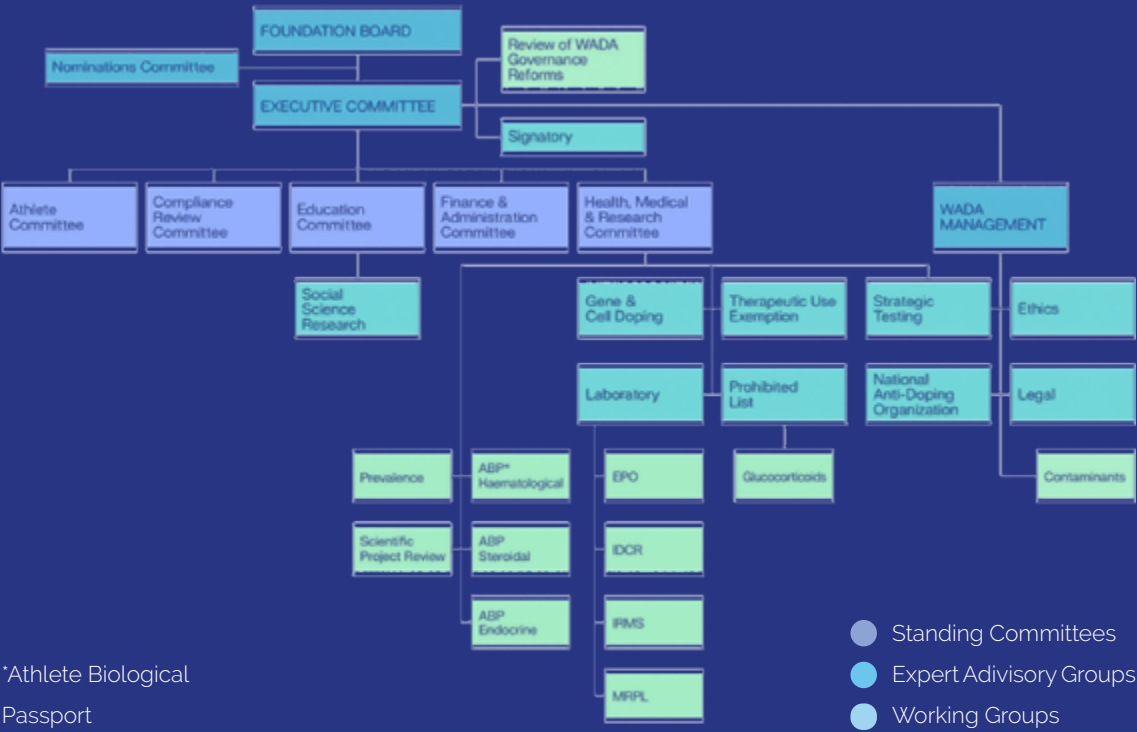 FOUNDATION BOARD
Nominations Committee
Review of WADA
Governance
Reforms
EXECUTIVE COMMITTEE
Signatory
Athlete
Committee
Compliance
Review
Committee
Education
Committee
Finance &
Administration
Committee
Health, Medical
& Research
Committee
WADA
MANAGEMENT
Social
Science
Research
Gene &
Cell Doping
Therapeutic Use
Exemption
Strategic
Testing
Ethics
Laboratory
Prohibited
List
National
Anti-Doping
Organization
Legal
Prevalence
ABP*
Haematological
EPO
Glucocorticoids
Contaminants
Scientific
Project Review
ABP
Steroidal
IDCR
ABP
Endocrine
IRMS
MRPL
*Athlete Biological
Passport
Standing Committees
Expert Adivisory Groups
Working Groups